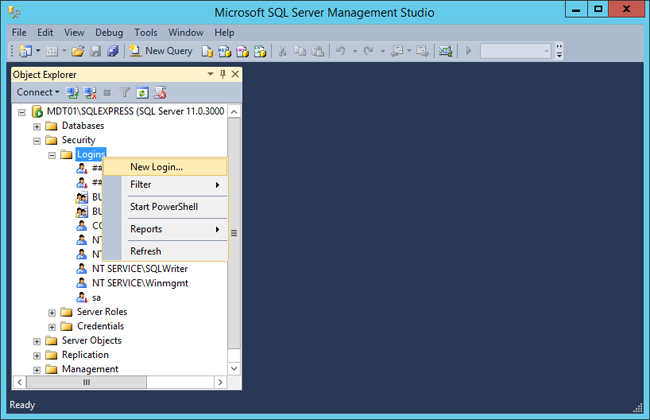 Microsoft SQL Server Management Studio
File Edit View Debug Tools Window Help
New Query
Object Explorer
Connect
MDT01\SQLEXPRESS (SQL Server 11.0.3000
Databases
Security
Logins
##
New Login...
##
Filter
BU
Start PowerShell
BU
CO
Reports
NT
NT
Refresh
NT SERVICE\SQLWriter
NT SERVICE\Winmgmt
sa
Server Roles
Credentials
Server Objects
Replication
Management
Ready